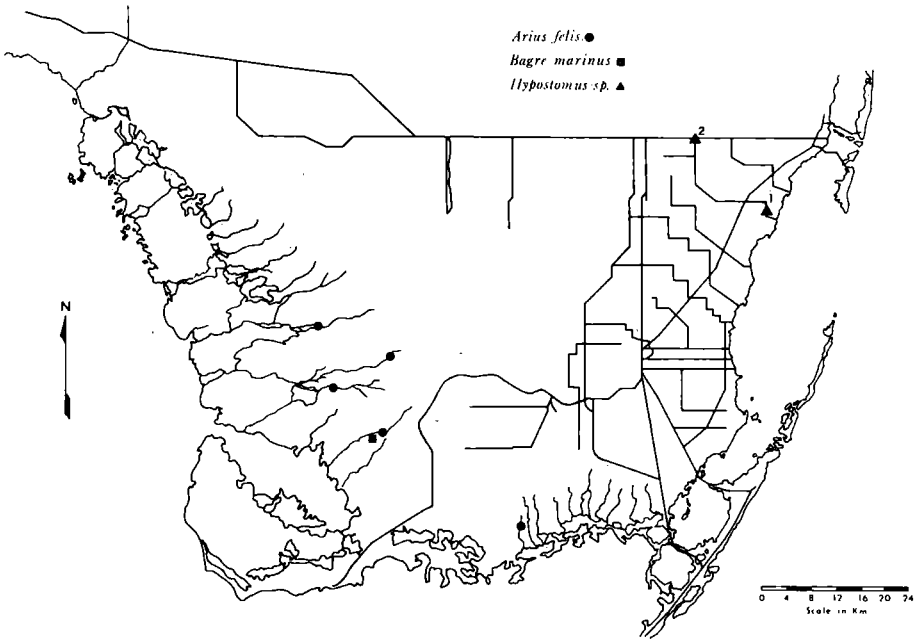 Arius felis.
Bagre marinus
Hypostomus sp.
2
1
N
0 4 8 12 16 20 24
Scale in Km